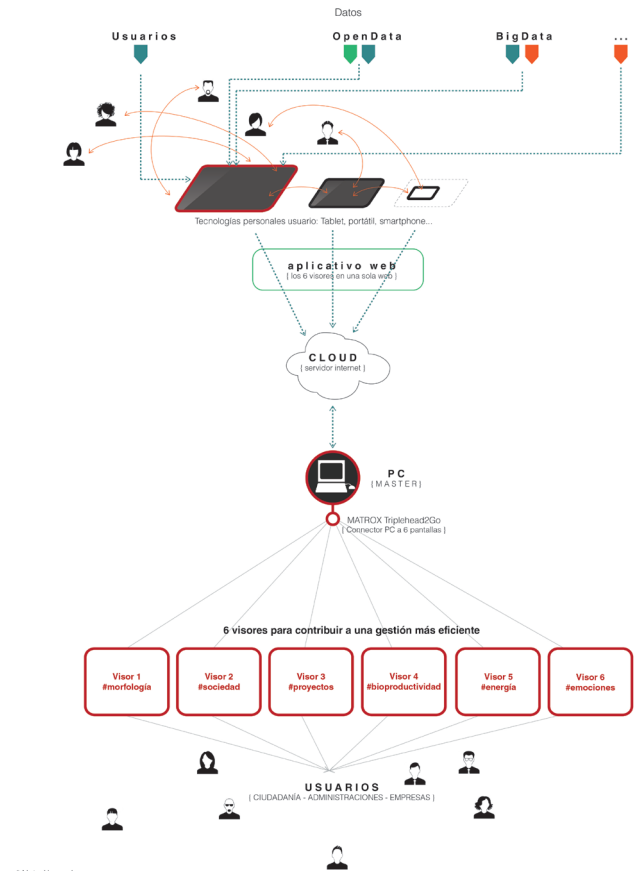 Datos
Usuarios
OpenData
BigData
...
Tecnologías personales usuario: Tablet, portátil, smartphone...
aplicativo web
[ los 6 visores en una sola web ]
CLOUD
[ servidor internet ]
PC
[ MASTER ]
MATROX Triplehead2Go
[ Connector PC a 6 pantallas ]
6 visores para contribuir a una gestión más eficiente
Visor 1
#morfología
Visor 2
#sociedad
Visor 3
#proyectos
Visor 4
#bioproductividad
Visor 5
#energía
Visor 6
#emociones
USUARIOS
[ CIUDADANÍA - ADMINISTRACIONES - EMPRESAS ]